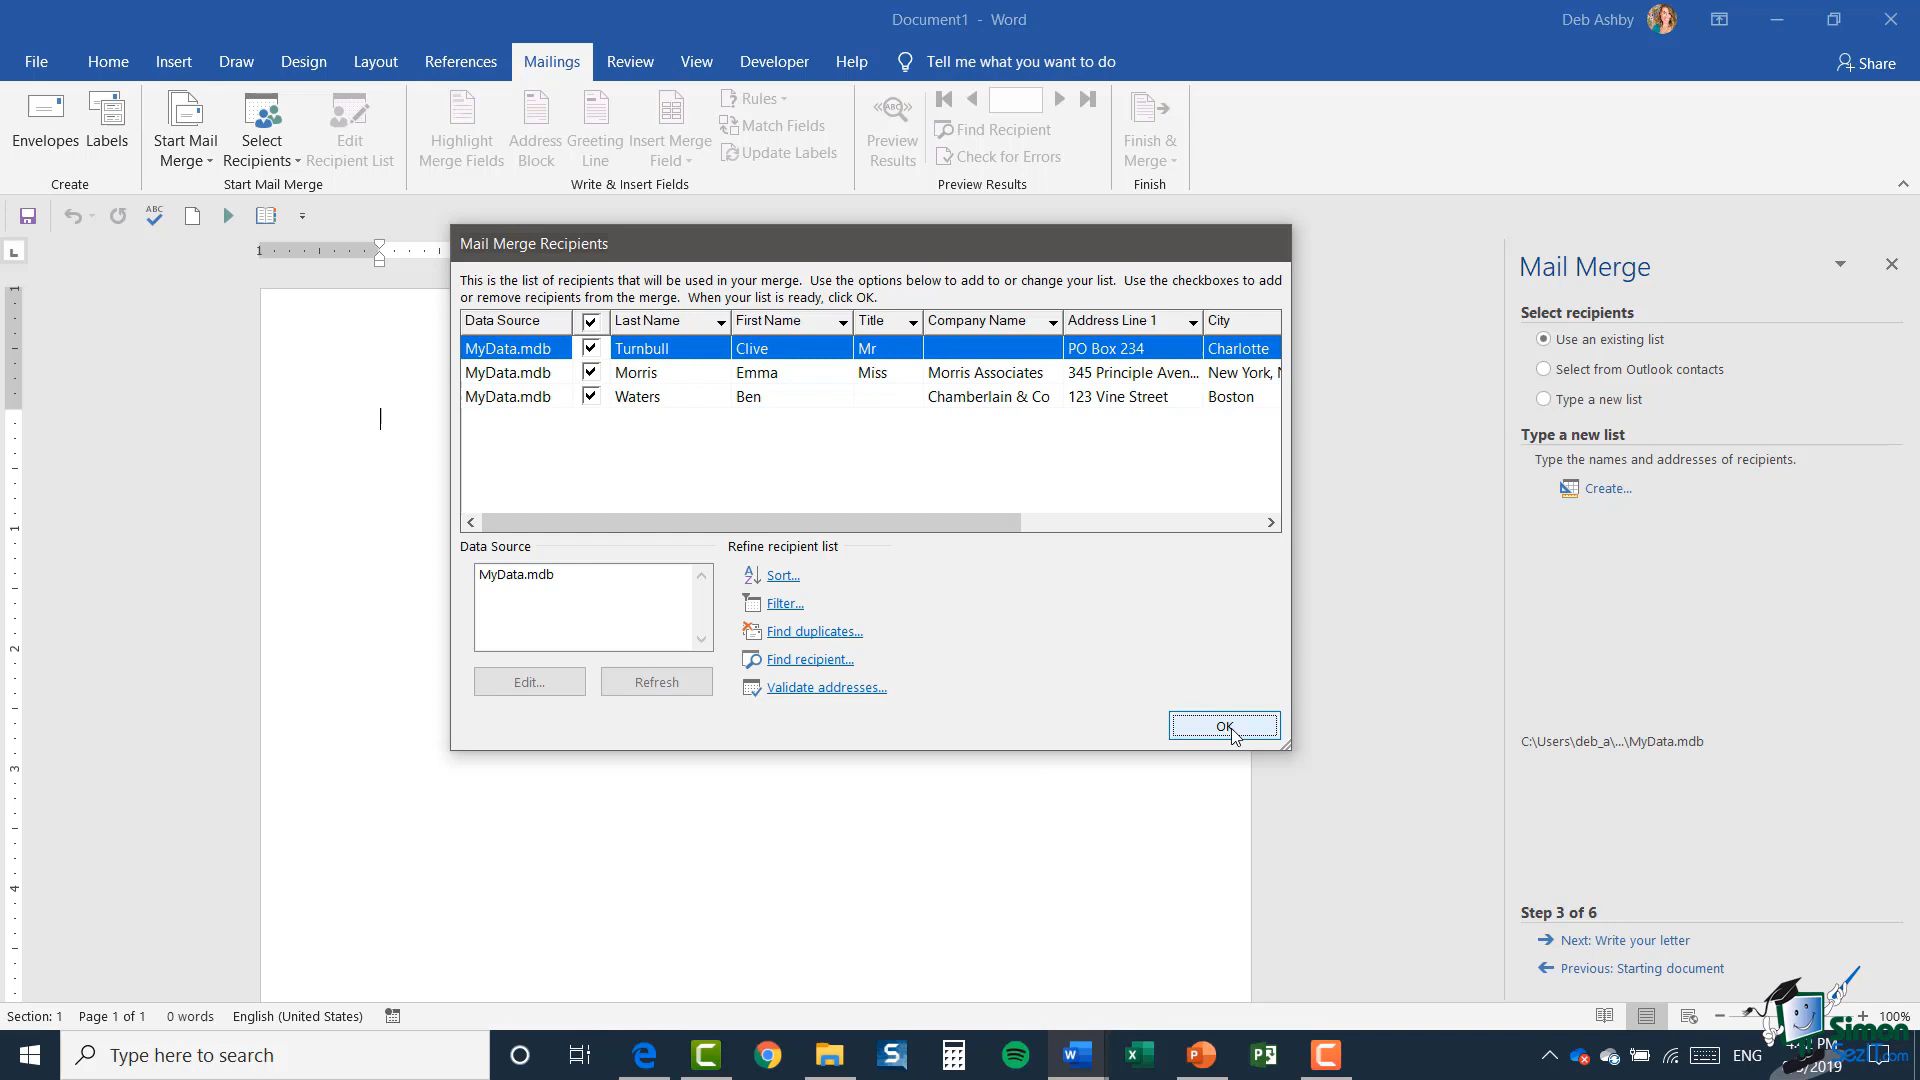 Document1 - Word
Deb Ashby
File Home Insert Draw Design Layout References Mailings Review View Developer Help Tell me what you want to do Share
Envelopes Labels
Create
Start Mail Merge Select Recipients Edit Recipient List
Start Mail Merge
Highlight Merge Fields Address Block Greeting Line Insert Merge Field
Rules
Match Fields
Update Labels
Write & Insert Fields
ABC
Preview Results
Find Recipient
Check for Errors
Preview Results
Finish & Merge
Finish
ABC
Mail Merge Recipients
This is the list of recipients that will be used in your merge. Use the options below to add to or change your list. Use the checkboxes to add
or remove recipients from the merge. When your list is ready, click OK.
Data Source Last Name First Name Title Company Name Address Line 1 City
MyData.mdb Turnbull Clive Mr PO Box 234 Charlotte
MyData.mdb Morris Emma Miss Morris Associates 345 Principle Aven... New York, N
MyData.mdb Waters Ben Chamberlain & Co 123 Vine Street Boston
Data Source
MyData.mdb
Edit... Refresh
Refine recipient list
Sort...
Filter...
Find duplicates...
Find recipient...
Validate addresses...
OK
Mail Merge
Select recipients
Use an existing list
Select from Outlook contacts
Type a new list
Type a new list
Type the names and addresses of recipients.
Create...
C:\Users\deb_a\...\MyData.mdb
Step 3 of 6
Next: Write your letter
Previous: Starting document
1
1
1
2
3
4
Section: 1 Page 1 of 1 0 words English (United States)
100%
Type here to search
ENG
Simon
SezIT.com